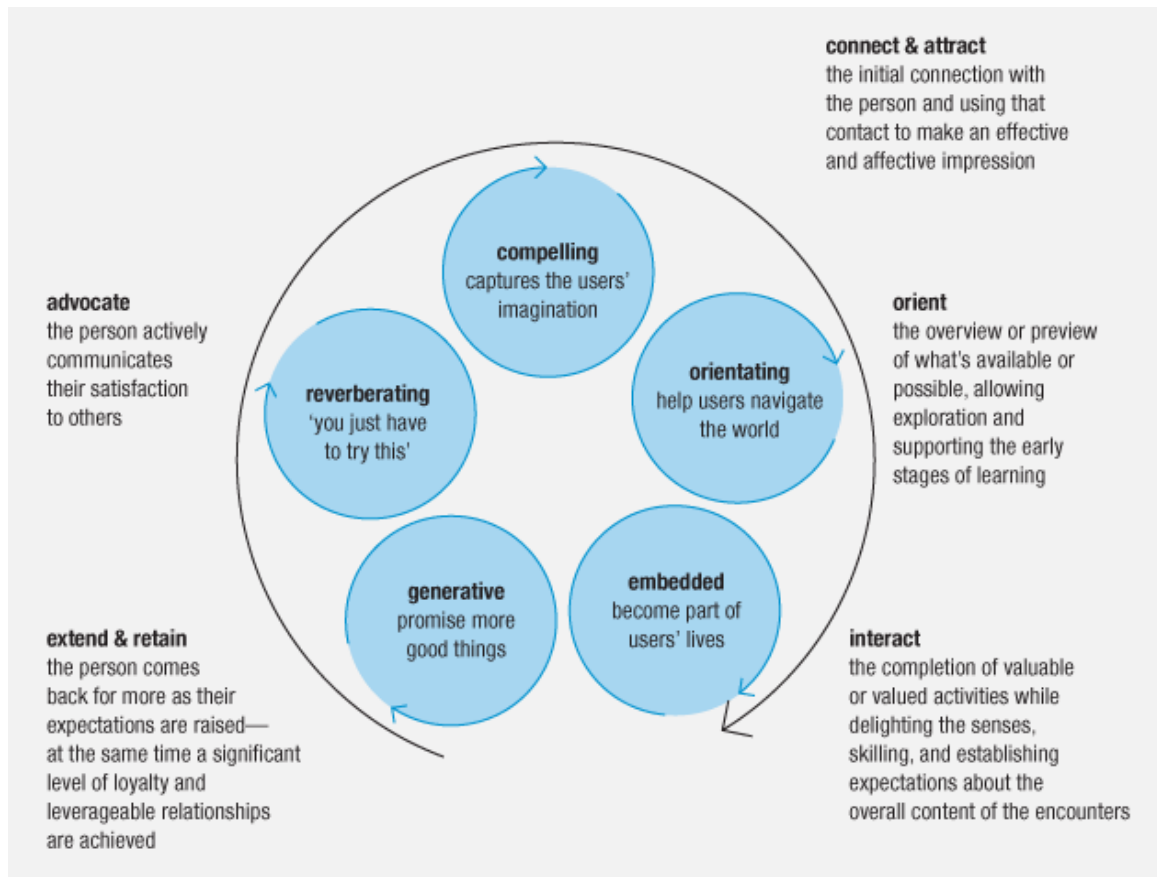 connect & attract
the initial connection with
the person and using that
contact to make an effective
and affective impression
compelling
captures the users’
imagination
advocate
the person actively
communicates
their satisfaction
to others
reverberating
‘you just have
to try this’
orientating
help users navigate
the world
orient
the overview or preview
of what’s available or
possible, allowing
exploration and
supporting the early
stages of learning
generative
promise more
good things
embedded
become part of
users’ lives
extend & retain
the person comes
back for more as their
expectations are raised—
at the same time a significant
level of loyalty and
leverageable relationships
are achieved
interact
the completion of valuable
or valued activities while
delighting the senses,
skilling, and establishing
expectations about the
overall content of the encounters